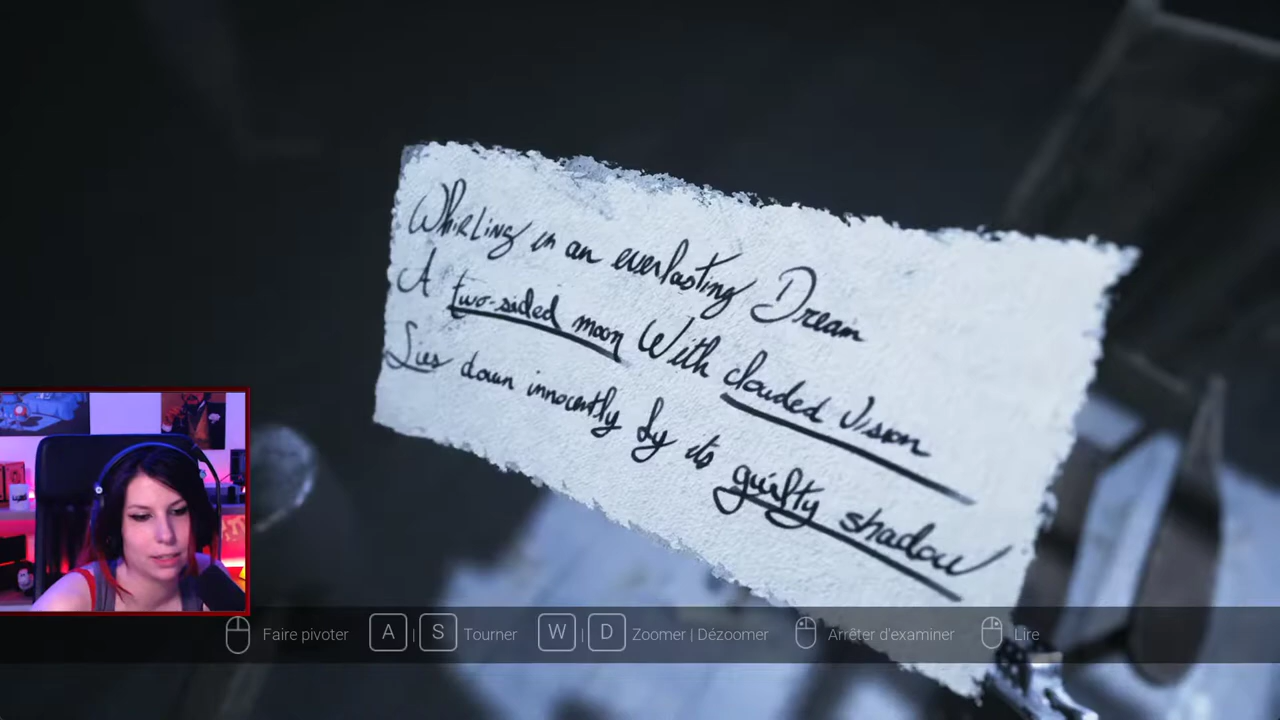 Whirling in an everlasting Dream
A two-sided moon With clouded Vision
Lies down innocently by its guilty shadow
Faire pivoter A | S Tourner W | D Zoomer | Dézoomer Arrêter d'examiner Lire